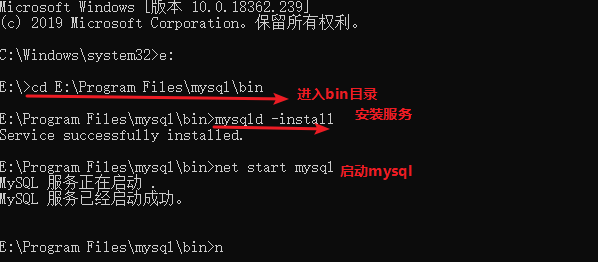 Microsoft Windows [版本 10.0.18362.239]
(c) 2019 Microsoft Corporation。保留所有权利。
C:\Windows\system32>e:
E:\>cd E:\Program Files\mysql\bin
进入bin目录
E:\Program Files\mysql\bin>mysqld -install
安装服务
Service successfully installed.
E:\Program Files\mysql\bin>net start mysql
启动mysql
MySQL 服务正在启动 .
MySQL 服务已经启动成功。
E:\Program Files\mysql\bin>n